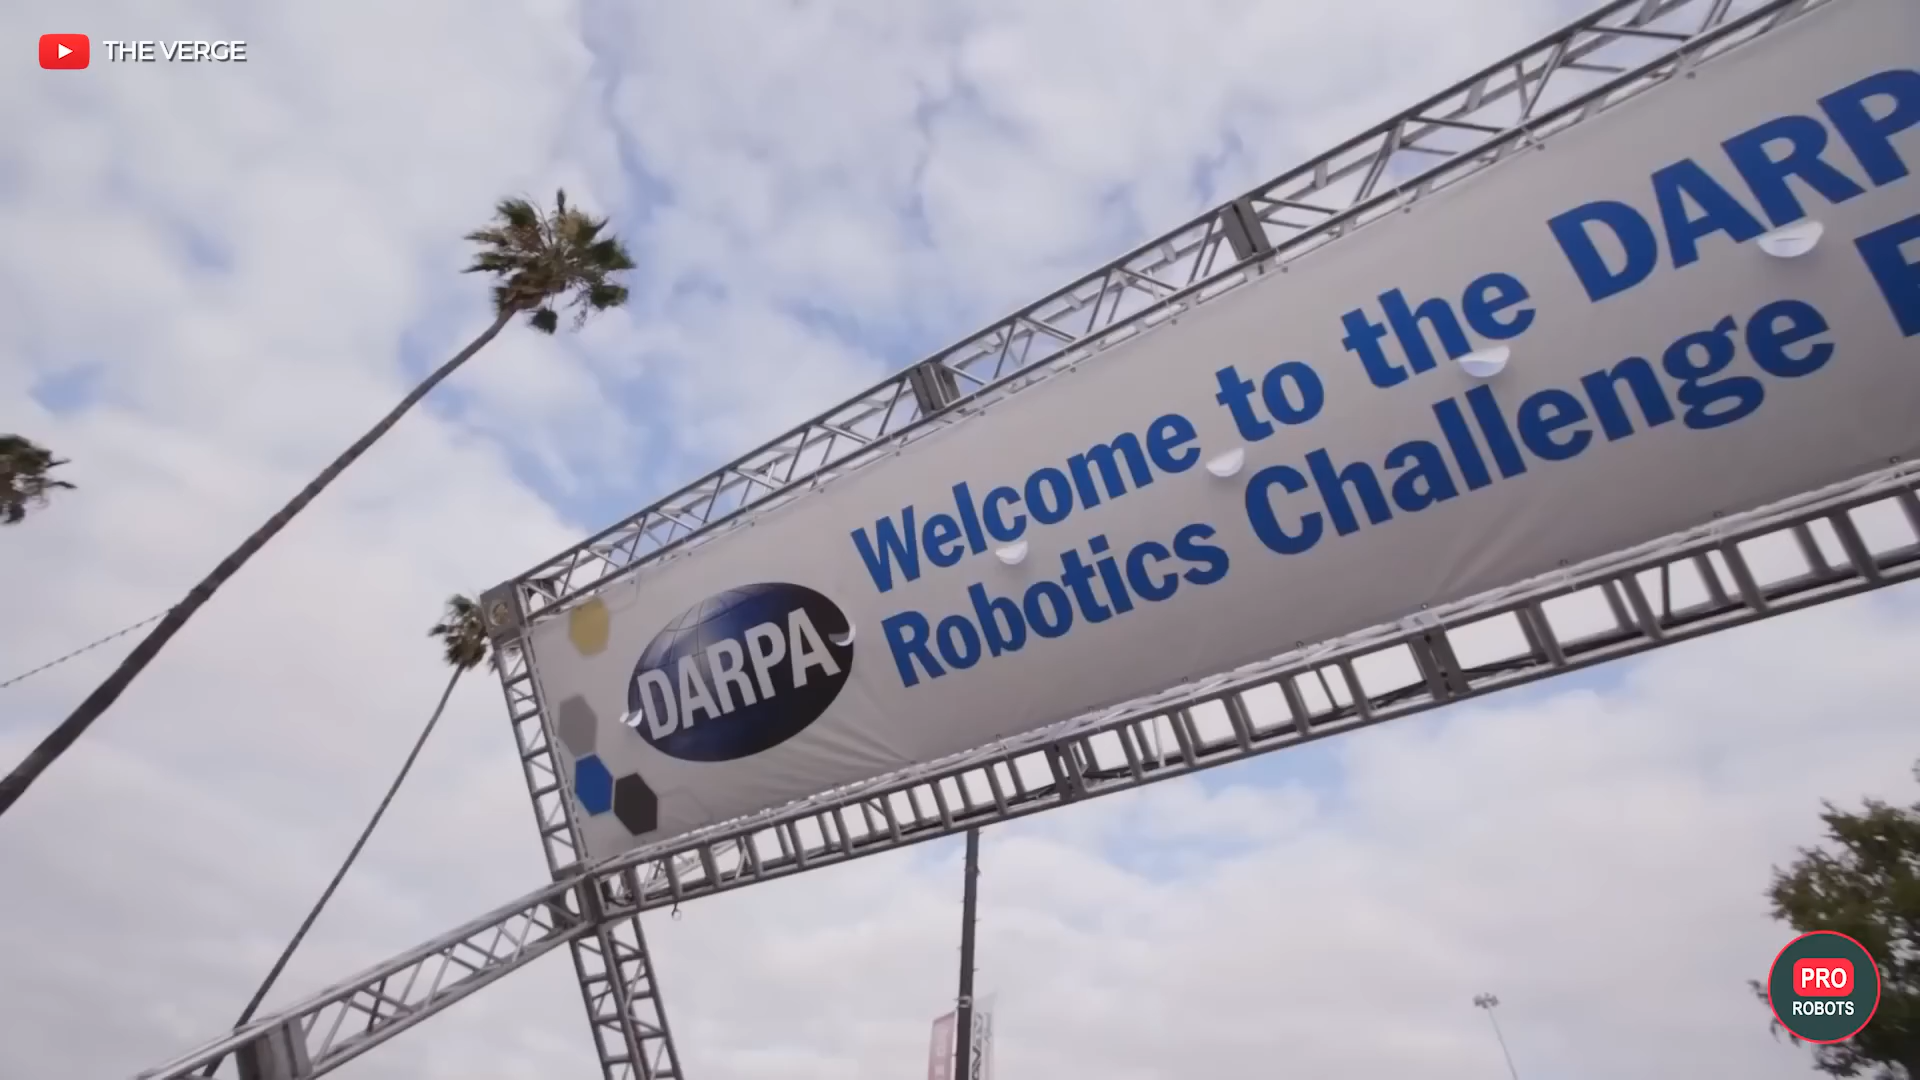 THE VERGE
Welcome to the DARP
Robotics Challenge
DARPA
PRO
ROBOTS